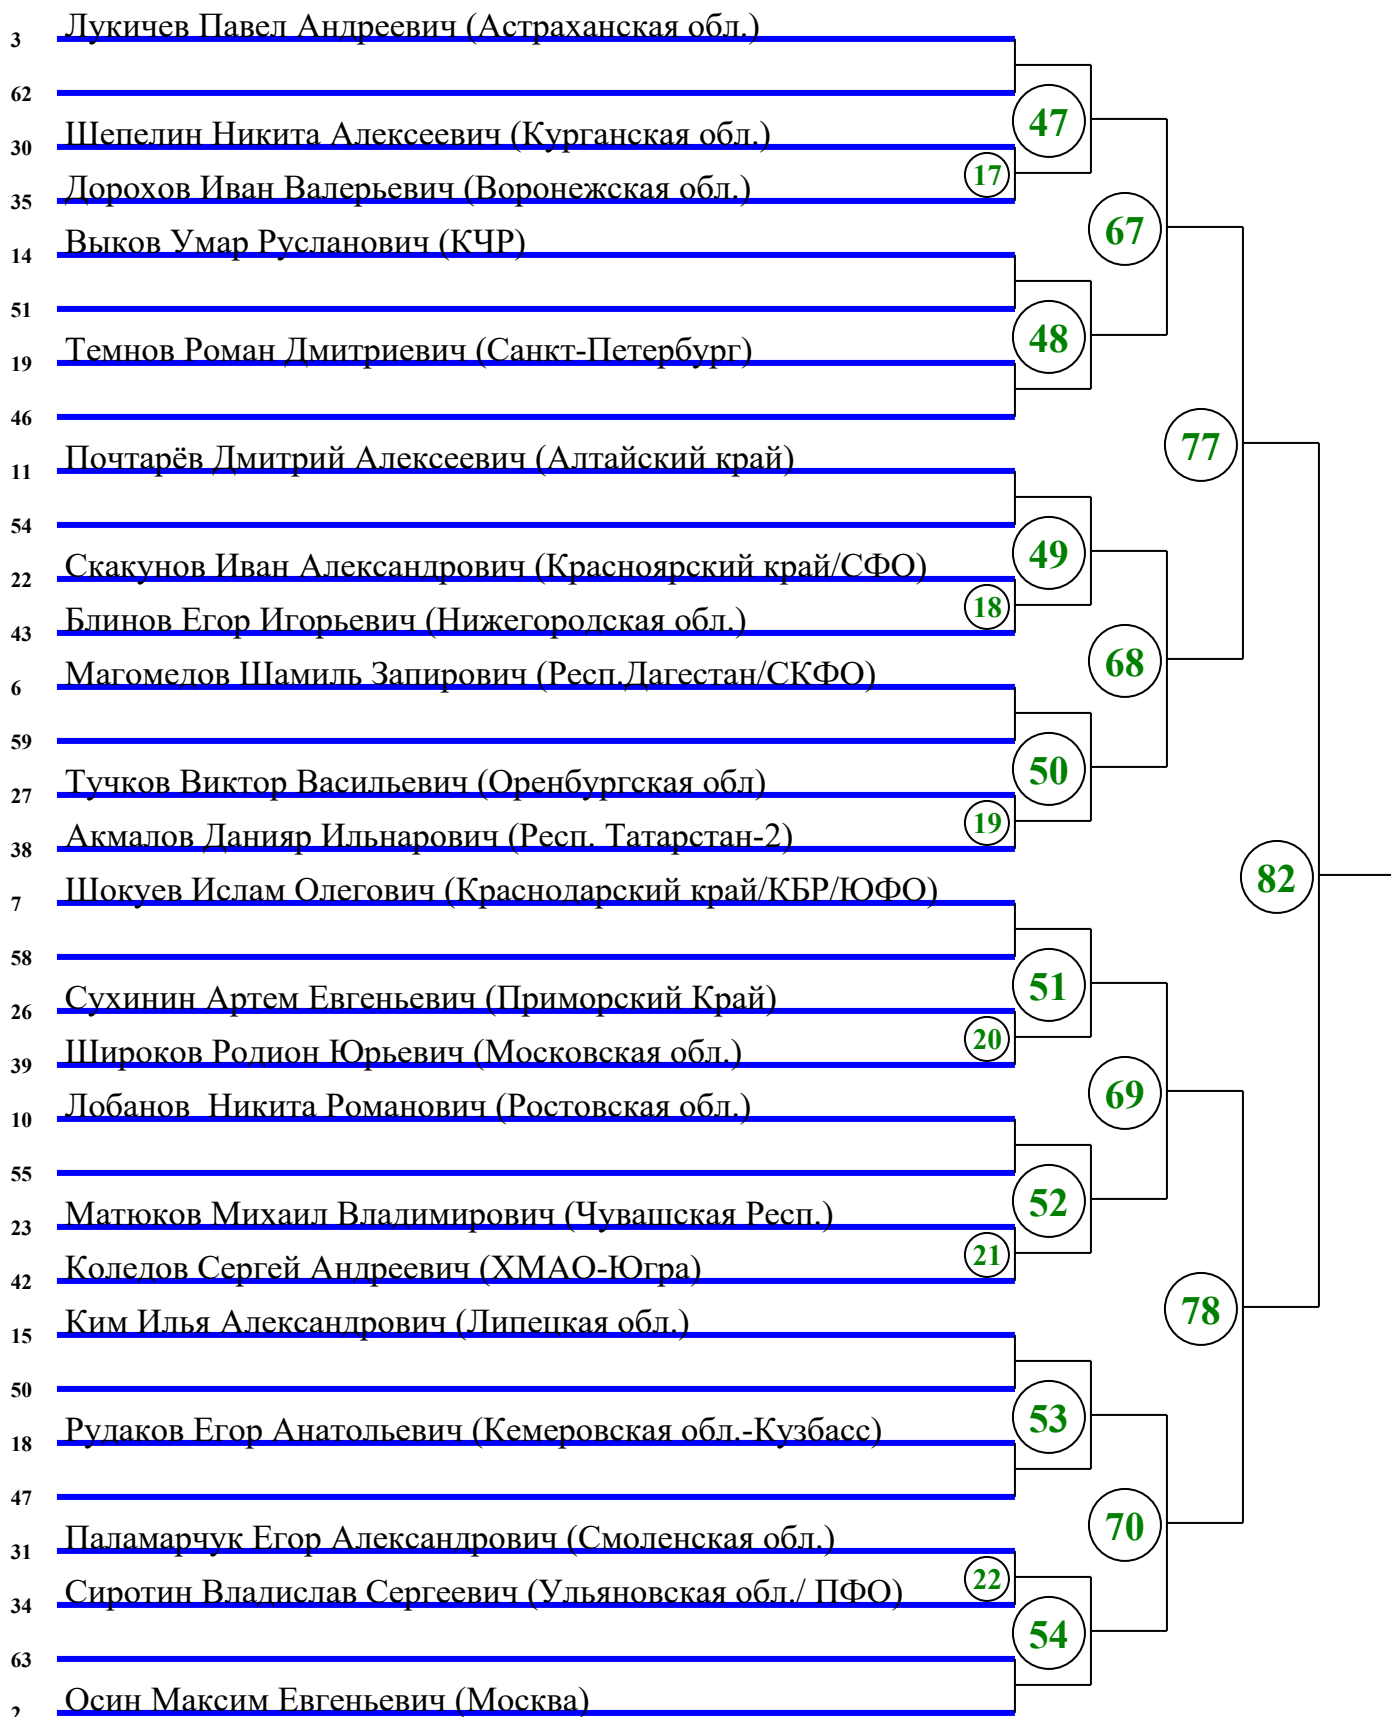 3 Лукичев Павел Андреевич (Астраханская обл.)
62
47
30 Шепелин Никита Алексеевич (Курганская обл.)
17
35 Дорохов Иван Валерьевич (Воронежская обл.)
67
14 Выков Умар Русланович (КЧР)
51
48
19 Темнов Роман Дмитриевич (Санкт-Петербург)
46
77
11 Почтарёв Дмитрий Алексеевич (Алтайский край)
54
49
22 Скакунов Иван Александрович (Красноярский край/СФО)
18
43 Блинов Егор Игорьевич (Нижегородская обл.)
68
6 Магомедов Шамиль Запирович (Респ.Дагестан/СКФО)
59
50
27 Тучков Виктор Васильевич (Оренбургская обл)
19
38 Акмалов Данияр Ильнарович (Респ. Татарстан-2)
82
7 Шокуев Ислам Олегович (Краснодарский край/КБР/ЮФО)
58
51
26 Сухинин Артем Евгеньевич (Приморский Край)
20
39 Широков Родион Юрьевич (Московская обл.)
69
10 Лобанов Никита Романович (Ростовская обл.)
55
52
23 Матюков Михаил Владимирович (Чувашская Респ.)
21
42 Коледов Сергей Андреевич (ХМАО-Югра)
78
15 Ким Илья Александрович (Липецкая обл.)
50
53
18 Рудаков Егор Анатольевич (Кемеровская обл.-Кузбасс)
47
70
31 Паламарчук Егор Александрович (Смоленская обл.)
22
34 Сиротин Владислав Сергеевич (Ульяновская обл./ ПФО)
54
63
2 Осин Максим Евгеньевич (Москва)